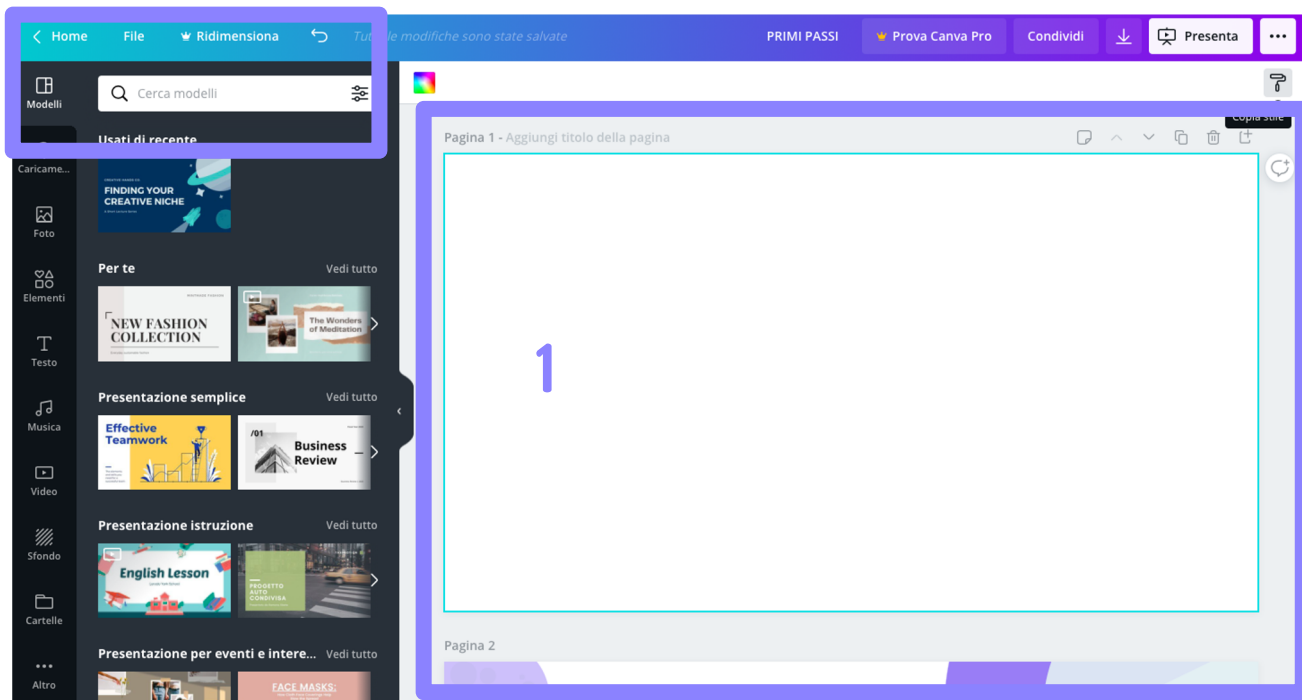 Home File Ridimensiona Tutte le modifiche sono state salvate PRIMI PASSI Prova Canva Pro Condividi Presenta
Modelli
Cerca modelli
Usati di recente
Copia stile
Pagina 1 - Aggiungi titolo della pagina
Caricame...
FINDING YOUR
CREATIVE NICHE
Foto
Per te Vedi tutto
Elementi
NEW FASHION
COLLECTION
The Wonders
of Meditation
Testo
1
Presentazione semplice Vedi tutto
Musica
Effective
Teamwork
/01
Business
Review
Video
Presentazione istruzione Vedi tutto
Sfondo
English Lesson
PROGETTO
AUTO
CONDIVISA
Cartelle
Pagina 2
Presentazione per eventi e intere... Vedi tutto
Altro
FACE MASKS: